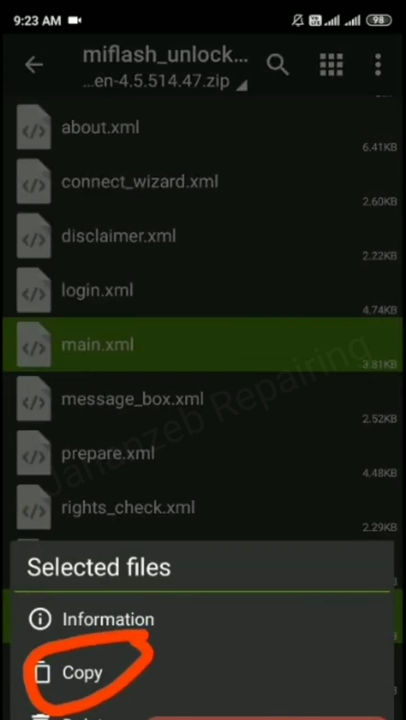 9:23 AM
98
miflash_unlock...
...en-4.5.514.47.zip
about.xml
6.41KB
connect_wizard.xml
2.60KB
disclaimer.xml
2.22KB
login.xml
4.74KB
main.xml
3.81KB
message_box.xml
2.52KB
prepare.xml
4.48KB
rights_check.xml
2.29KB
Jahanzeb Repairing
Selected files
Information
Copy